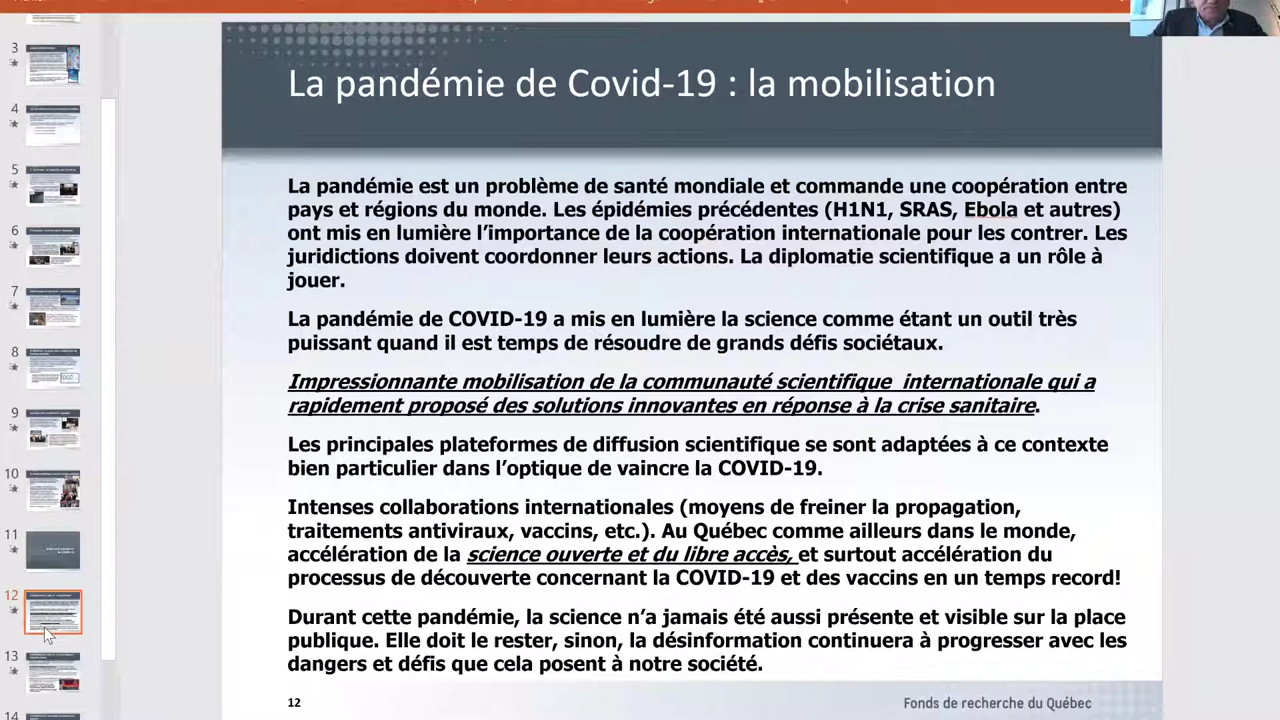 La pandémie de Covid-19 : la mobilisation
La pandémie est un problème de santé mondiale et commande une coopération entre
pays et régions du monde. Les épidémies précédentes (H1N1, SRAS, Ebola et autres)
ont mis en lumière l’importance de la coopération internationale pour les contrer. Les
juridictions doivent coordonner leurs actions. La diplomatie scientifique a un rôle à
jouer.
La pandémie de COVID-19 a mis en lumière la science comme étant un outil très
puissant quand il est temps de résoudre de grands défis sociétaux.
Impressionnante mobilisation de la communauté scientifique internationale qui a
rapidement proposé des solutions innovantes en réponse à la crise sanitaire.
Les principales plateformes de diffusion scientifique se sont adaptées à ce contexte
bien particulier dans l’optique de vaincre la COVID-19.
Intenses collaborations internationales (moyens de freiner la propagation,
traitements antiviraux, vaccins, etc.). Au Québec comme ailleurs dans le monde,
accélération de la science ouverte et du libre accès, et surtout accélération du
processus de découverte concernant la COVID-19 et des vaccins en un temps record!
Durant cette pandémie, la science n’a jamais été aussi présente et visible sur la place
publique. Elle doit le rester, sinon, la désinformation continuera à progresser avec les
dangers et défis que cela posent à notre société.
12
Fonds de recherche du Québec
3
4
5
6
7
8
9
10
11
12
13
14